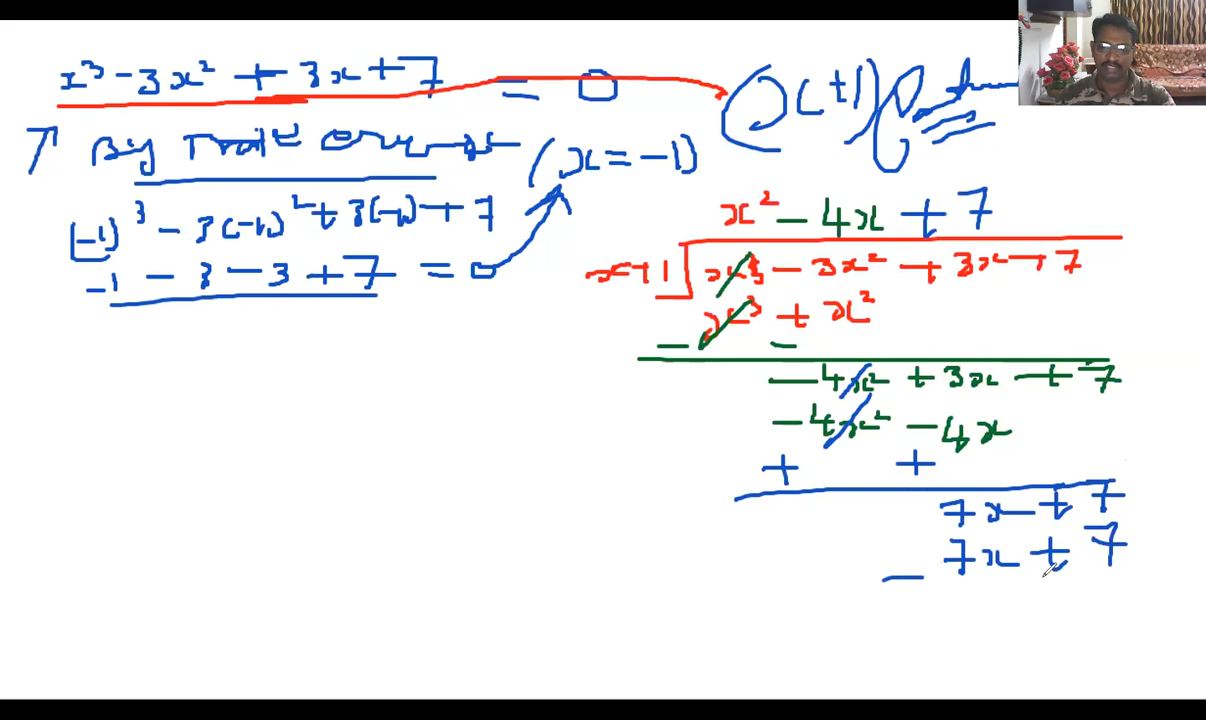 x³ - 3x² + 3x + 7 = 0
By Trail
(x = -1)
(-1)³ - 3(-1)² + 3(-1) + 7
-1 - 3 - 3 + 7 = 0
x² - 4x + 7
x+1 x³ - 3x² + 3x + 7
x³ + x²
- -
-4x² + 3x + 7
-4x² - 4x
+ +
7x + 7
7x + 7
-